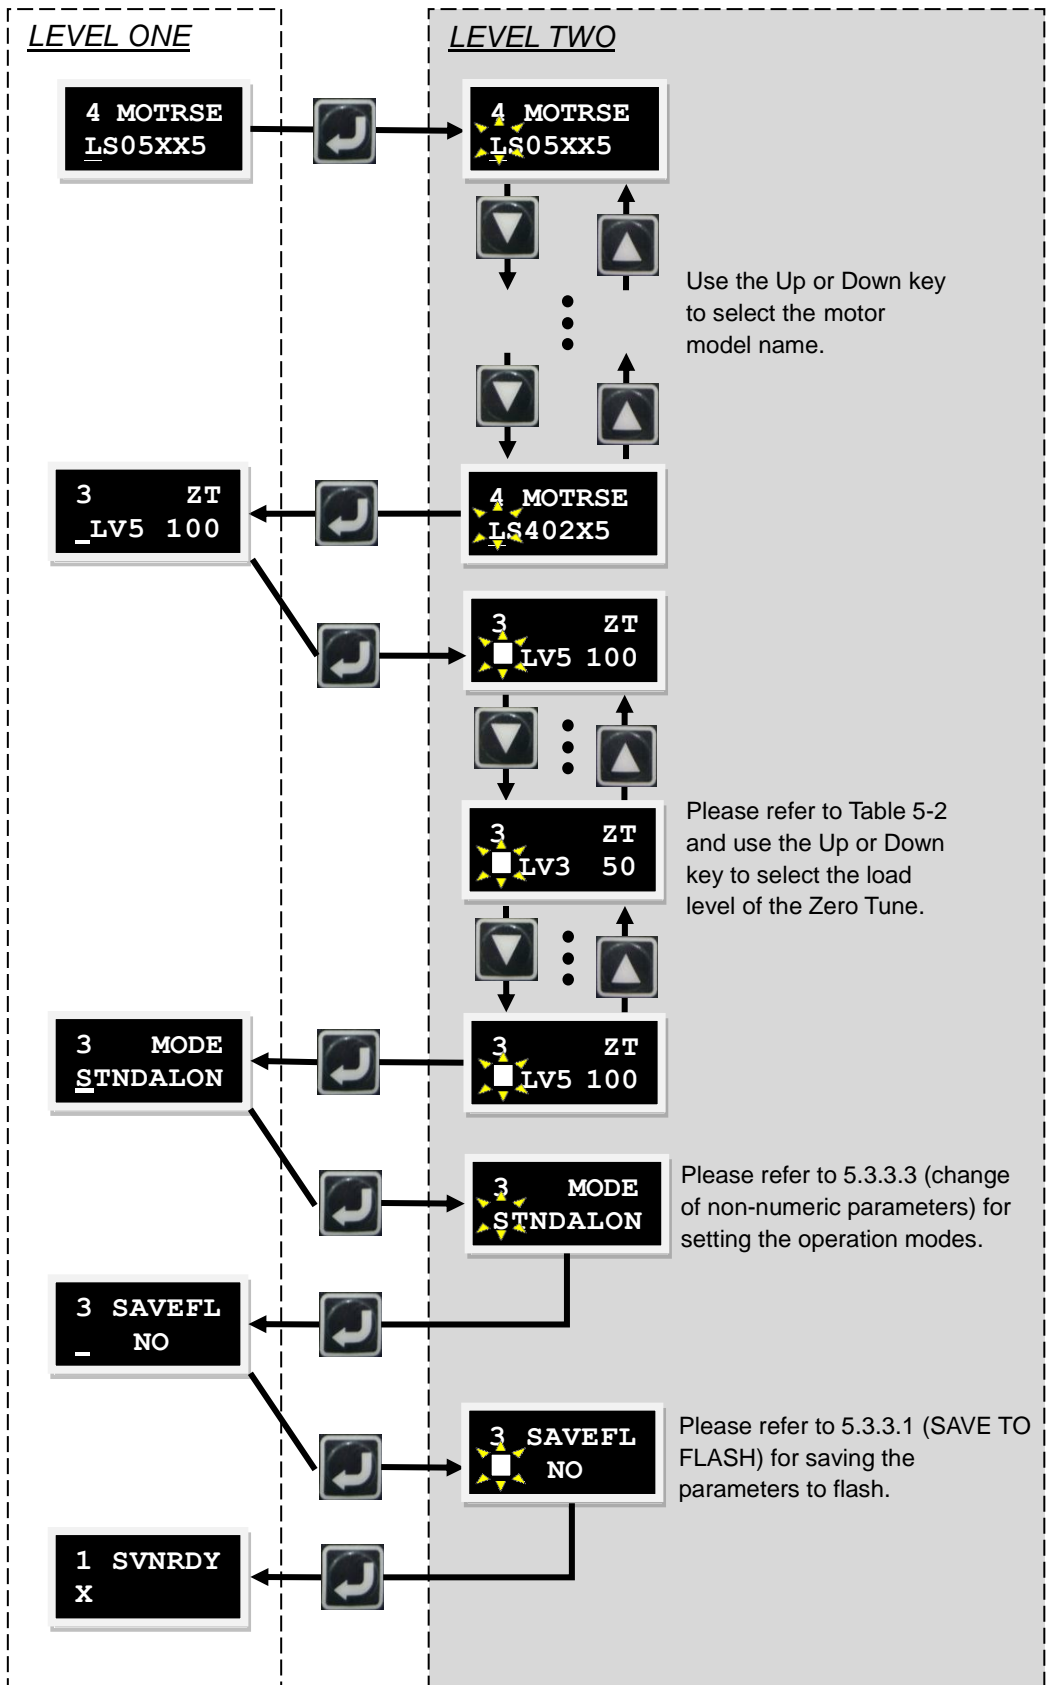 LEVEL ONE
LEVEL TWO
4 MOTRSE
LS05XX5
4 MOTRSE
LS05XX5
Use the Up or Down key
to select the motor
model name.
3 ZT
LV5 100
4 MOTRSE
LS402X5
3 ZT
LV5 100
3 ZT
LV3 50
Please refer to Table 5-2
and use the Up or Down
key to select the load
level of the Zero Tune.
3 MODE
STNDALON
3 ZT
LV5 100
3 MODE
STNDALON
Please refer to 5.3.3.3 (change
of non-numeric parameters) for
setting the operation modes.
3 SAVEFL
NO
3 SAVEFL
NO
Please refer to 5.3.3.1 (SAVE TO
FLASH) for saving the
parameters to flash.
1 SVNRDY
X